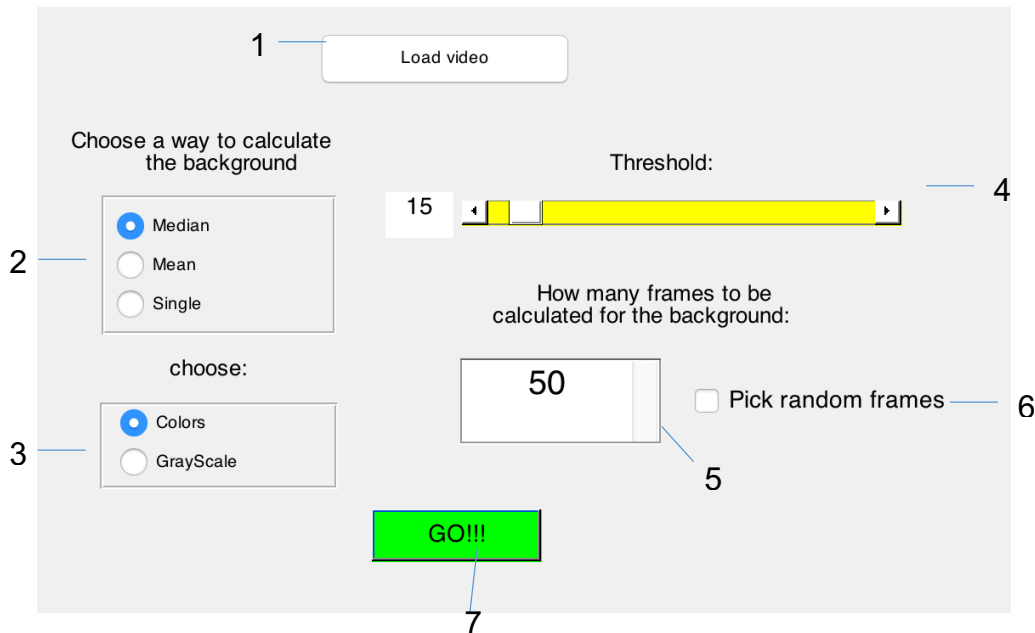 1
Load video
Choose a way to calculate
the background
Threshold:
4
15
Median
2
Mean
Single
How many frames to be
calculated for the background:
choose:
50
Pick random frames
6
Colors
3
GrayScale
5
GO!!!
7